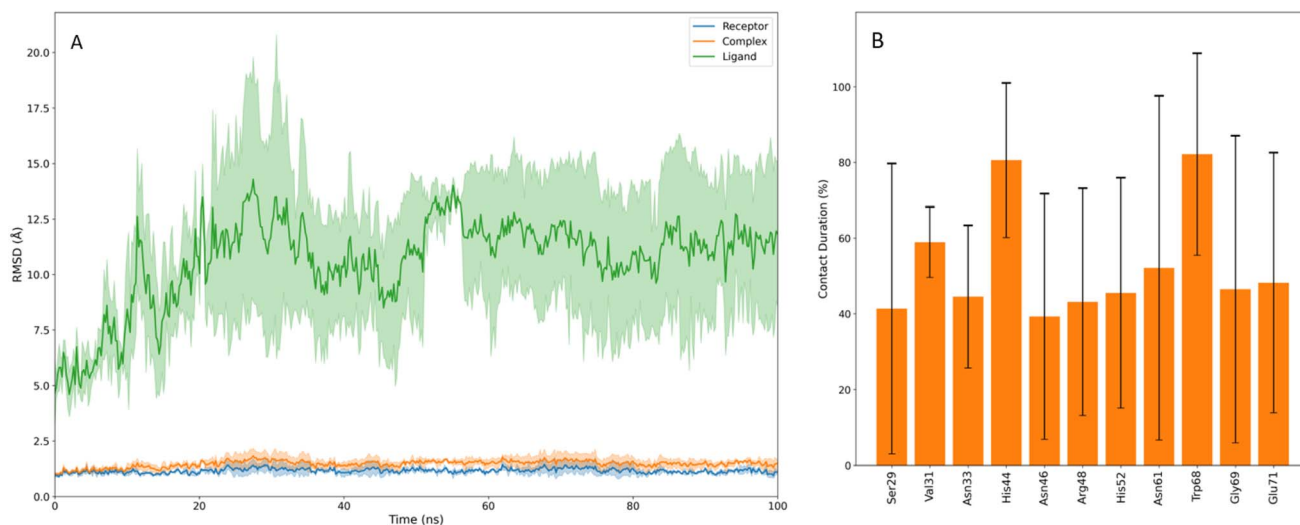 A
Receptor
Complex
Ligand
RMSD (Å)
20.0
17.5
15.0
12.5
10.0
7.5
5.0
2.5
0.0
0
20
40
60
80
100
Time (ns)
B
Contact Duration (%)
100
80
60
40
20
0
Ser29
Val31
Asn33
His44
Asn46
Arg48
His52
Asn61
Trp68
Gly69
Glu71